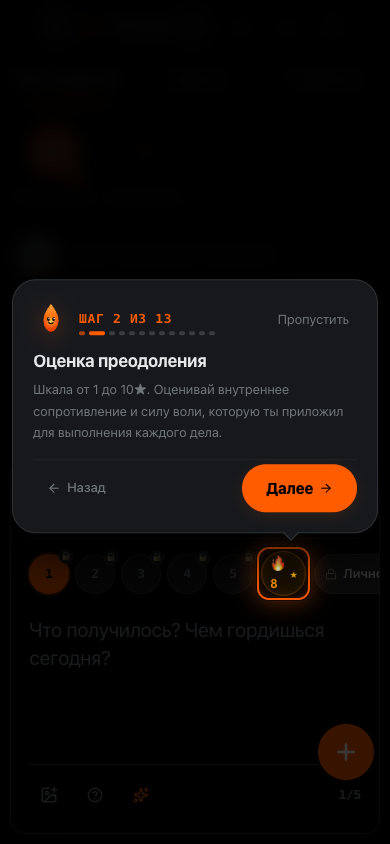 ШАГ 2 ИЗ 13
Пропустить
Оценка преодоления
Шкала от 1 до 10★. Оценивай внутреннее
сопротивление и силу воли, которую ты приложил
для выполнения каждого дела.
← Назад
Далее →
1 2 3 4 5 8 ★ Лично
Что получилось? Чем гордишься
сегодня?
1/5